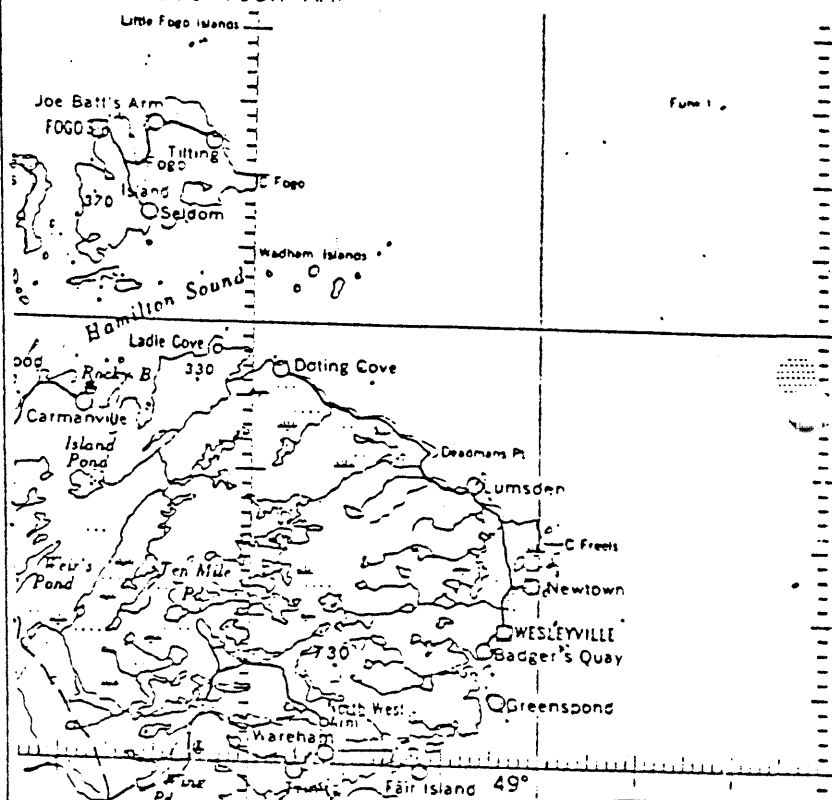 Little Fogo Islands
Funk I.
Joe Batt's Arm
FOGO
Tilting
Fogo
Island
C Fogo
370
Seldom
Wadham Islands
Hamilton Sound
Ladle Cove
330
Doting Cove
Rocky B
Carmanville
Island
Pond
Deadmans Pt
Lumsden
C Freels
Weir's
Pond
Ten Mile
Pd
Newtown
WESLEYVILLE
Badger's Quay
730
Greenspond
South West
Arm
Wareham
Fair Island
49°
Pd